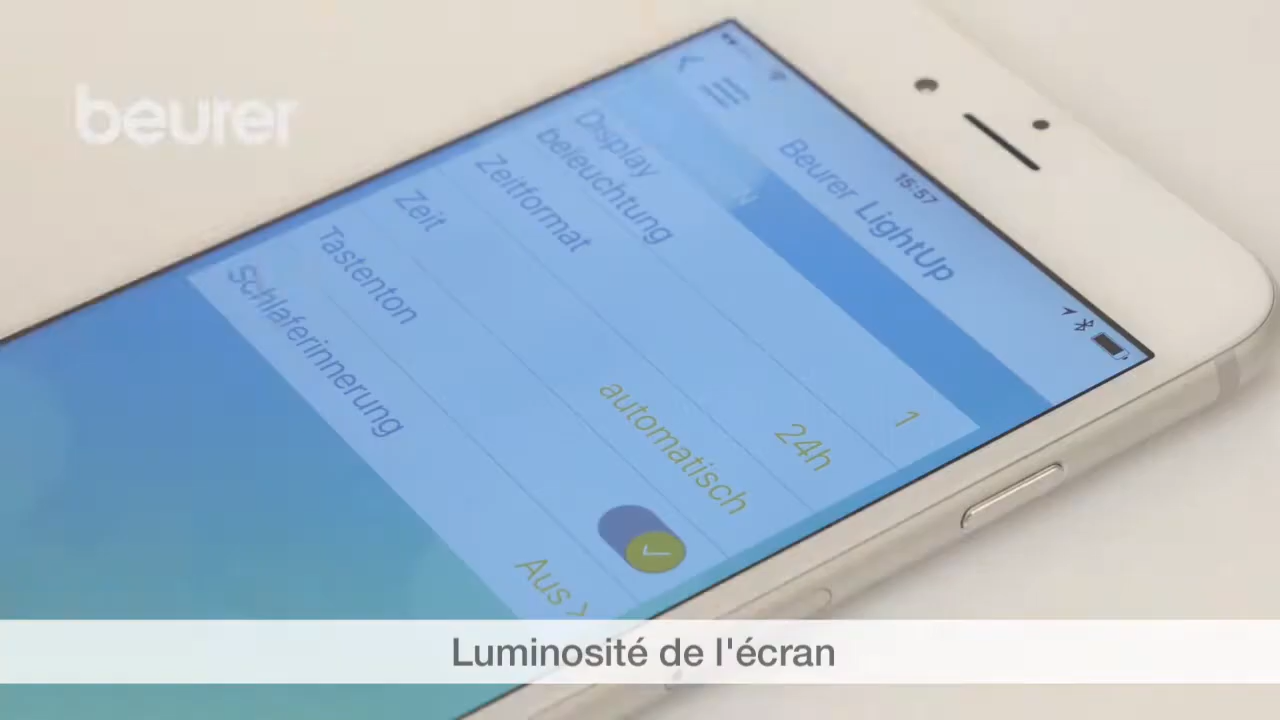 beurer
15:57
Beurer LightUp
Display
beleuchtung
1
Zeitformat
24h
Zeit
automatisch
Tastenton
Schlaferinnerung
Aus >
Luminosité de l'écran